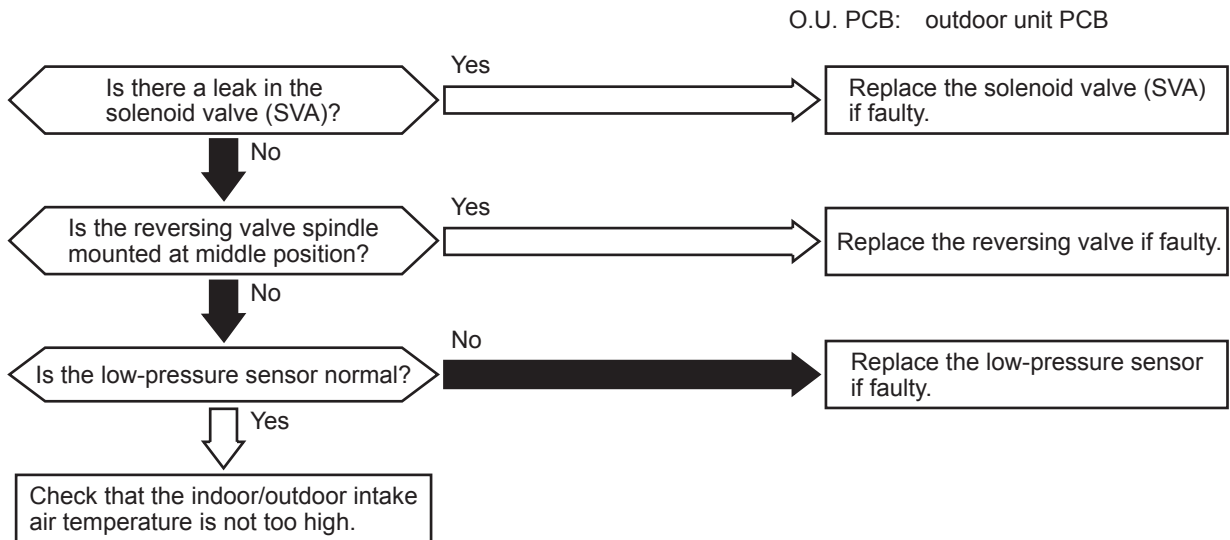 O.U. PCB: outdoor unit PCB
Is there a leak in the
solenoid valve (SVA)?
Yes
Replace the solenoid valve (SVA)
if faulty.
No
Is the reversing valve spindle
mounted at middle position?
Yes
Replace the reversing valve if faulty.
No
Is the low-pressure sensor normal?
No
Replace the low-pressure sensor
if faulty.
Yes
Check that the indoor/outdoor intake
air temperature is not too high.